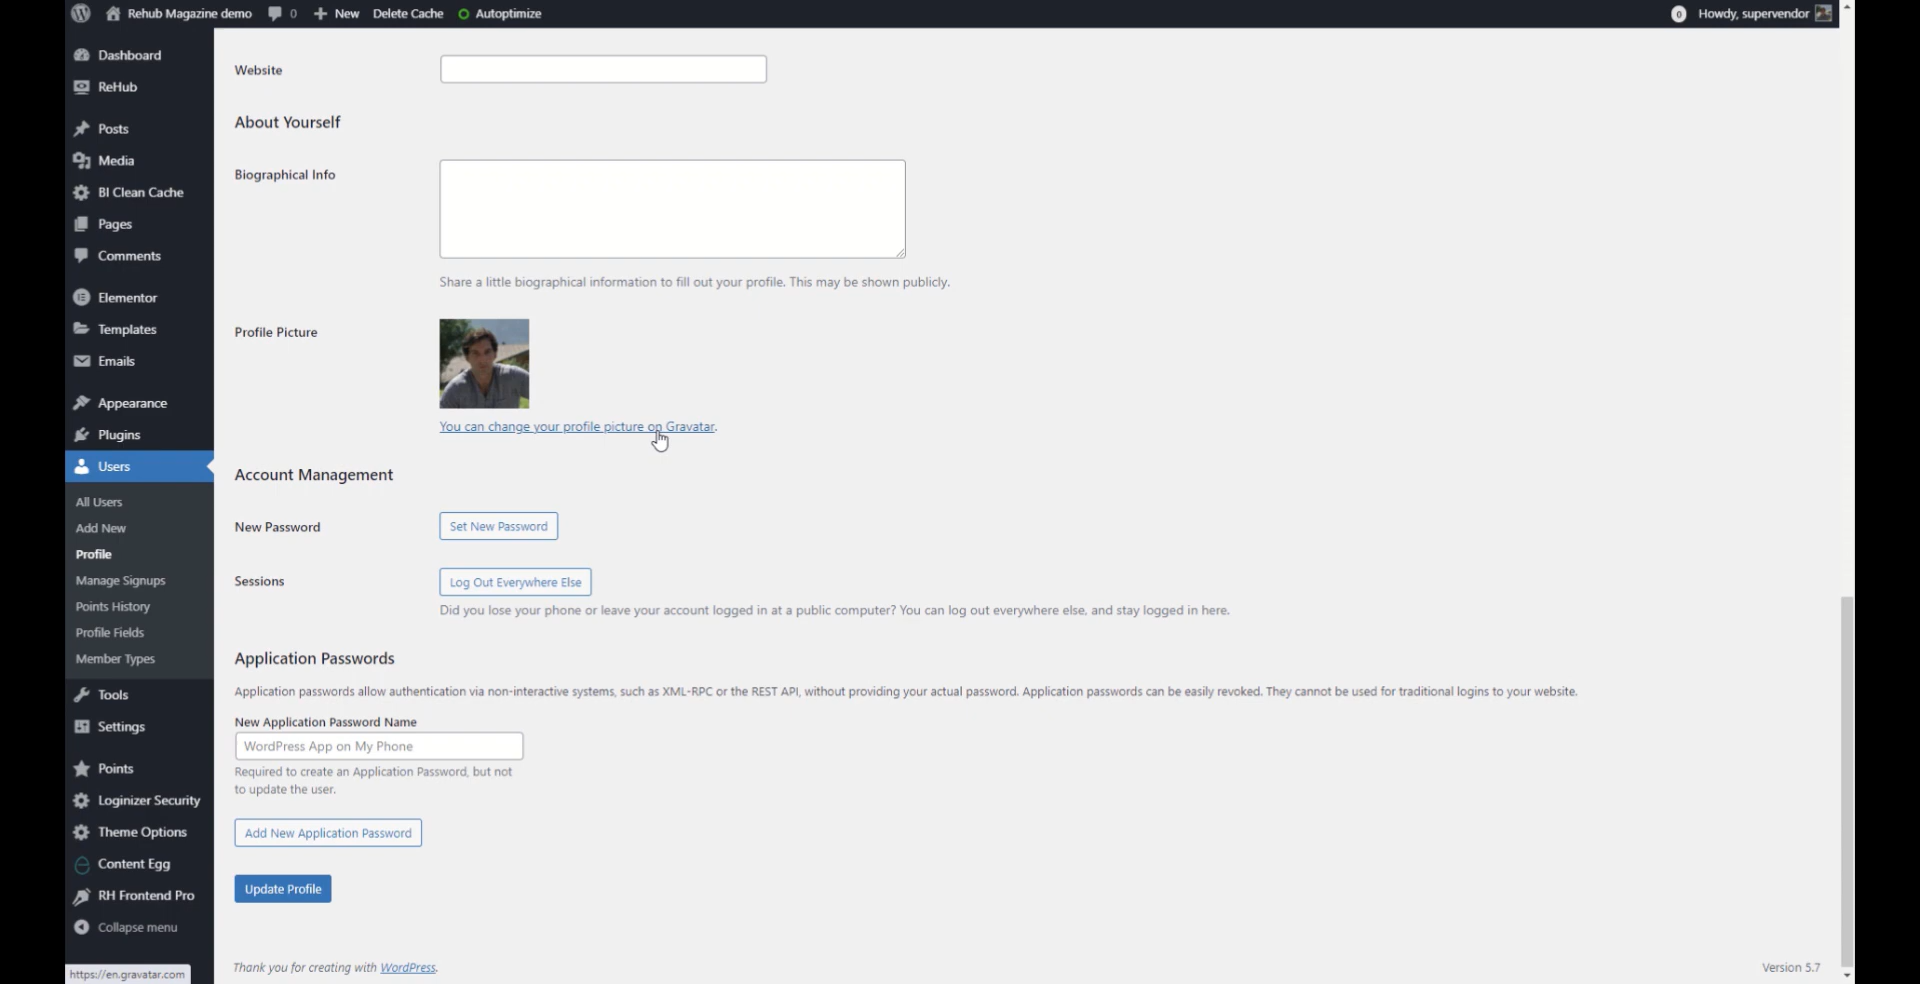 Rehub Magazine demo 0 New Delete Cache Autoptimize 0 Howdy, supervendor
Dashboard
ReHub
Posts
Media
BI Clean Cache
Pages
Comments
Elementor
Templates
Emails
Appearance
Plugins
Users
All Users
Add New
Profile
Manage Signups
Points History
Profile Fields
Member Types
Tools
Settings
Points
Loginizer Security
Theme Options
Content Egg
RH Frontend Pro
Collapse menu
https://en.gravatar.com
Website
About Yourself
Biographical Info
Share a little biographical information to fill out your profile. This may be shown publicly.
Profile Picture
You can change your profile picture on Gravatar.
Account Management
New Password Set New Password
Sessions Log Out Everywhere Else
Did you lose your phone or leave your account logged in at a public computer? You can log out everywhere else, and stay logged in here.
Application Passwords
Application passwords allow authentication via non-interactive systems, such as XML-RPC or the REST API, without providing your actual password. Application passwords can be easily revoked. They cannot be used for traditional logins to your website.
New Application Password Name
WordPress App on My Phone
Required to create an Application Password, but not
to update the user.
Add New Application Password
Update Profile
Thank you for creating with WordPress. Version 5.7